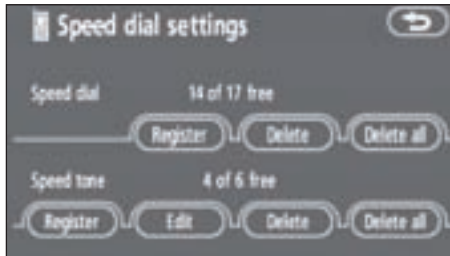 Speed dial settings
Speed dial 14 of 17 free
Register Delete Delete all
Speed tone 4 of 6 free
Register Edit Delete Delete all